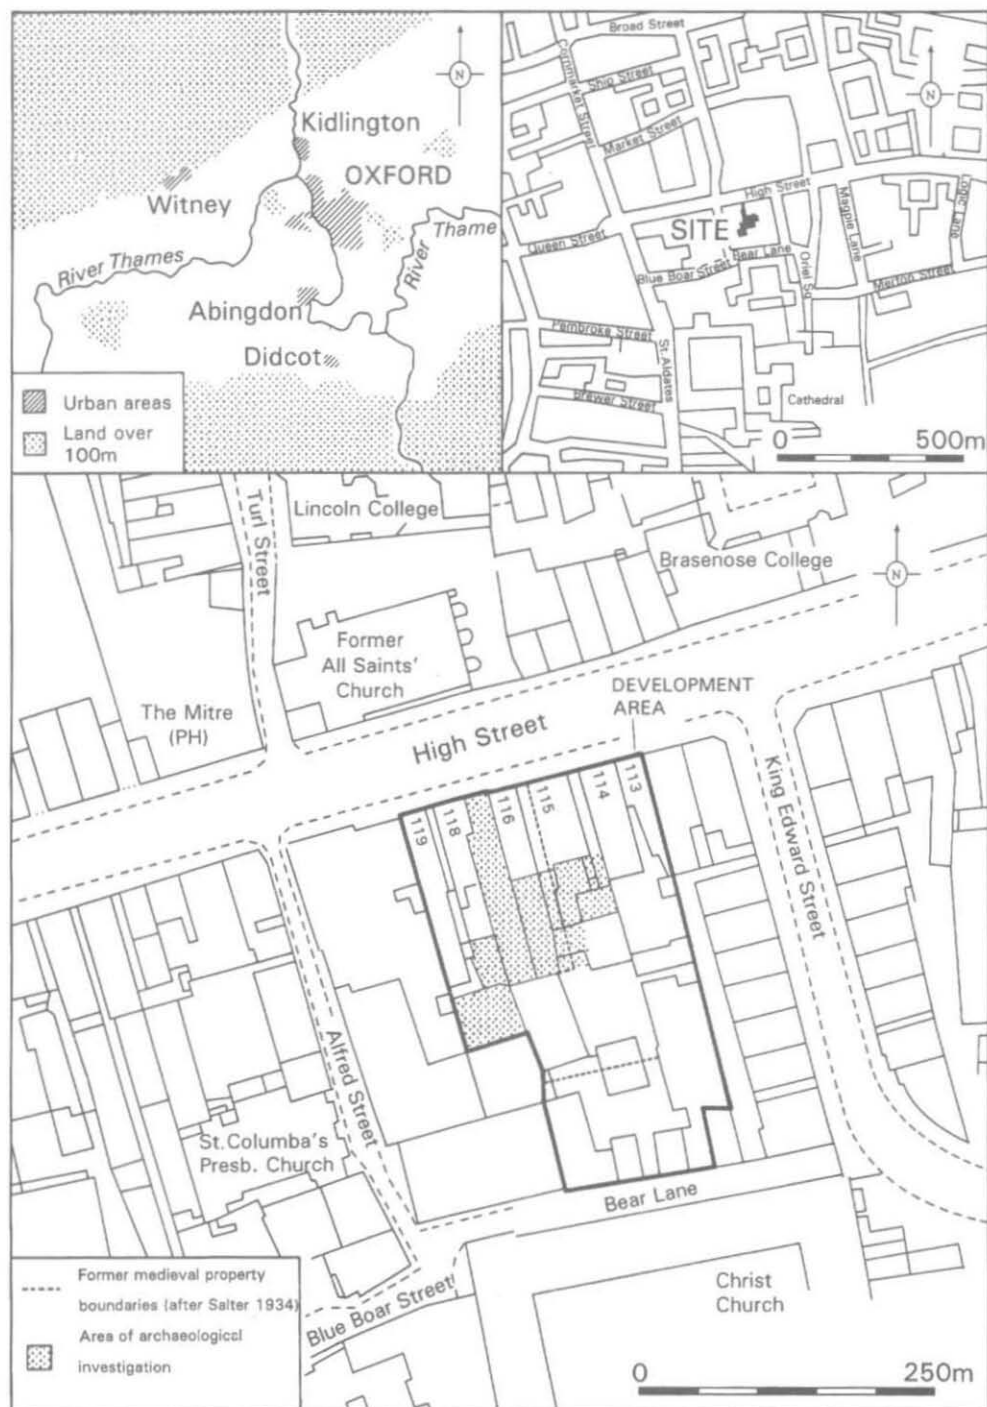 N
Kidlington
OXFORD
Witney
River Thame
River Thames
Abingdon
Didcot
Urban areas
Land over
100m
Broad Street
Cornmarket Street
Ship Street
Market Street
N
High Street
Magpie Lane
Logic Lane
SITE
Queen Street
Bear Lane
Blue Boar Street
Oriel Sq
Merton Street
Pembroke Street
St. Aldates
Brewer Street
Cathedral
0 500m
Turl Street
Lincoln College
Brasenose College
N
Former
All Saints'
Church
DEVELOPMENT
AREA
The Mitre
(PH)
High Street
King Edward Street
119
118
116
115
114
113
Alfred Street
St. Columba's
Presb. Church
Bear Lane
Blue Boar Street
Christ
Church
Former medieval property
boundaries (after Salter 1934)
Area of archaeological
investigation
0 250m